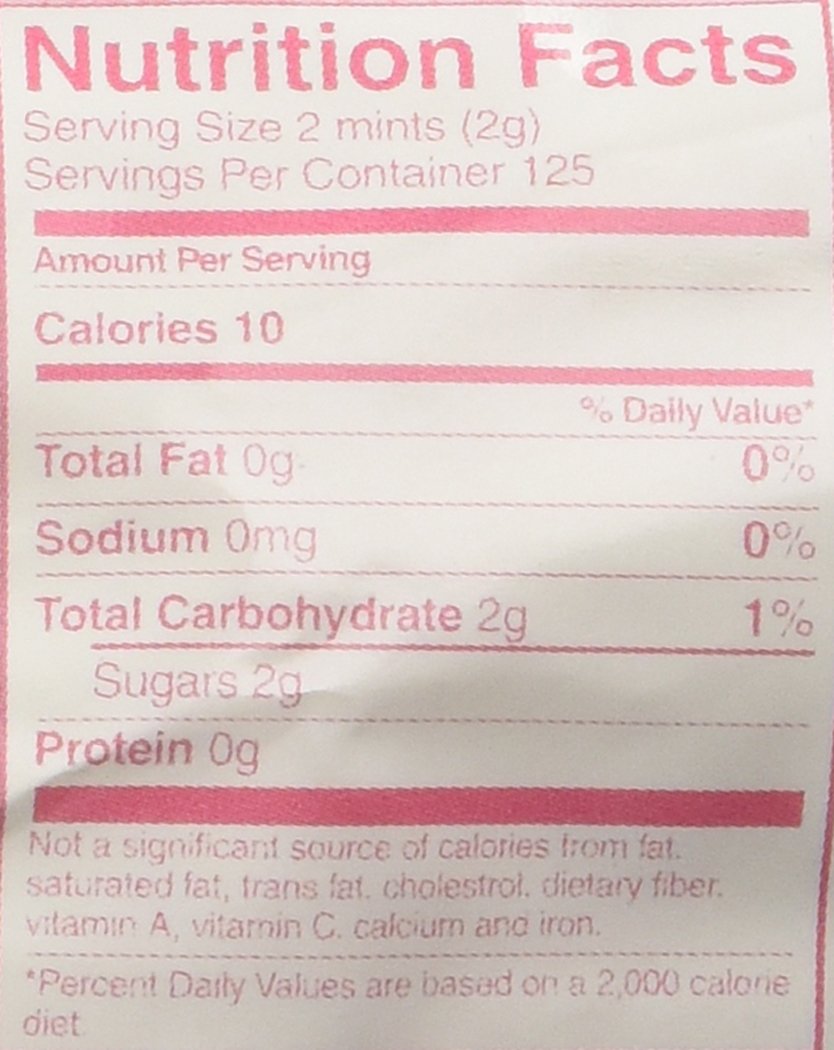 Nutrition Facts
Serving Size 2 mints (2g)
Servings Per Container 125
Amount Per Serving
Calories 10
% Daily Value*
Total Fat 0g 0%
Sodium 0mg 0%
Total Carbohydrate 2g 1%
Sugars 2g
Protein 0g
Not a significant source of calories from fat.
saturated fat, trans fat. cholestrol. dietary fiber.
vitamin A, vitamin C. calcium and iron.
*Percent Daily Values are based on a 2,000 calorie
diet